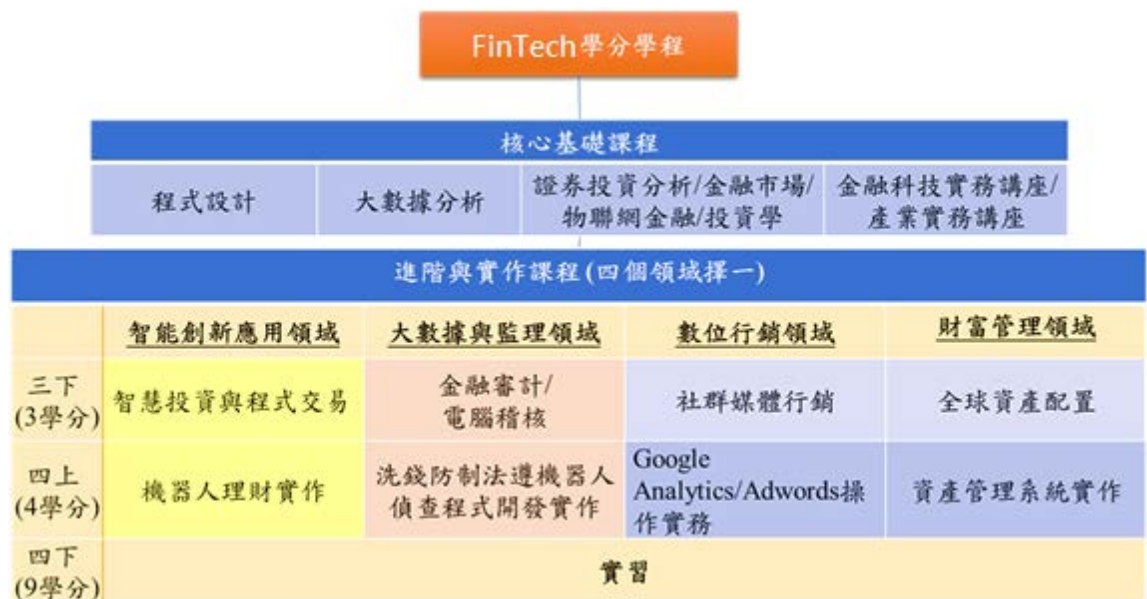 FinTech學分學程
核心基礎課程
程式設計
大數據分析
證券投資分析/金融市場/
物聯網金融/投資學
金融科技實務講座/
產業實務講座
進階與實作課程(四個領域擇一)
智能創新應用領域
大數據與監理領域
數位行銷領域
財富管理領域
三下
(3學分)
智慧投資與程式交易
金融審計/
電腦稽核
社群媒體行銷
全球資產配置
四上
(4學分)
機器人理財實作
洗錢防制法遵機器人
偵查程式開發實作
Google
Analytics/Adwords操
作實務
資產管理系統實作
四下
(9學分)
實習